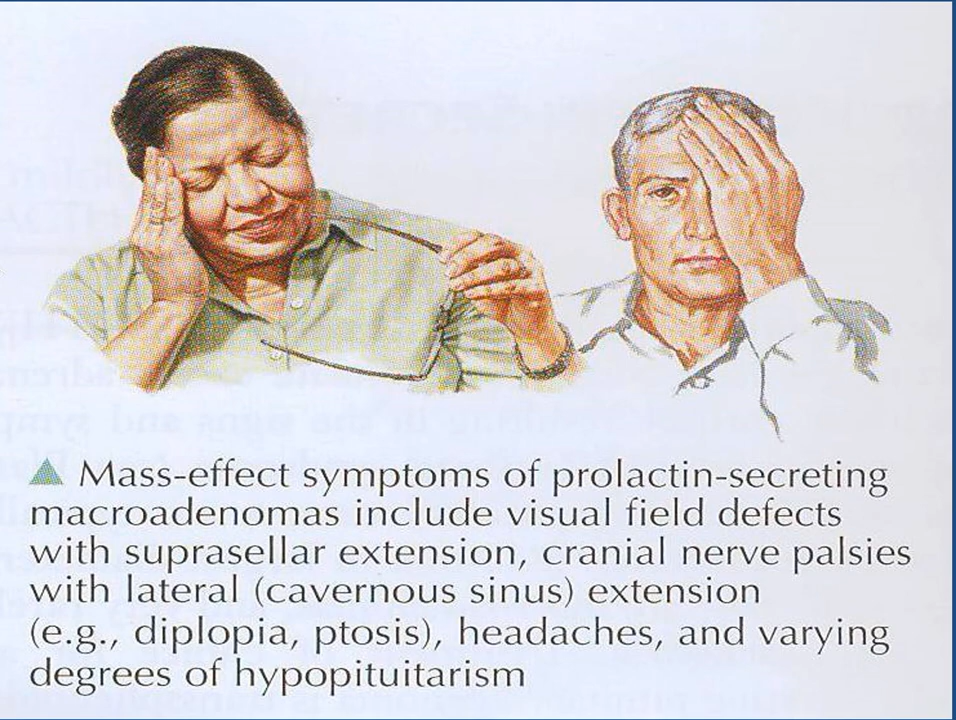 ▲ Mass-effect symptoms of prolactin-secreting
macroadenomas include visual field defects
with suprasellar extension, cranial nerve palsies
with lateral (cavernous sinus) extension
(e.g., diplopia, ptosis), headaches, and varying
degrees of hypopituitarism